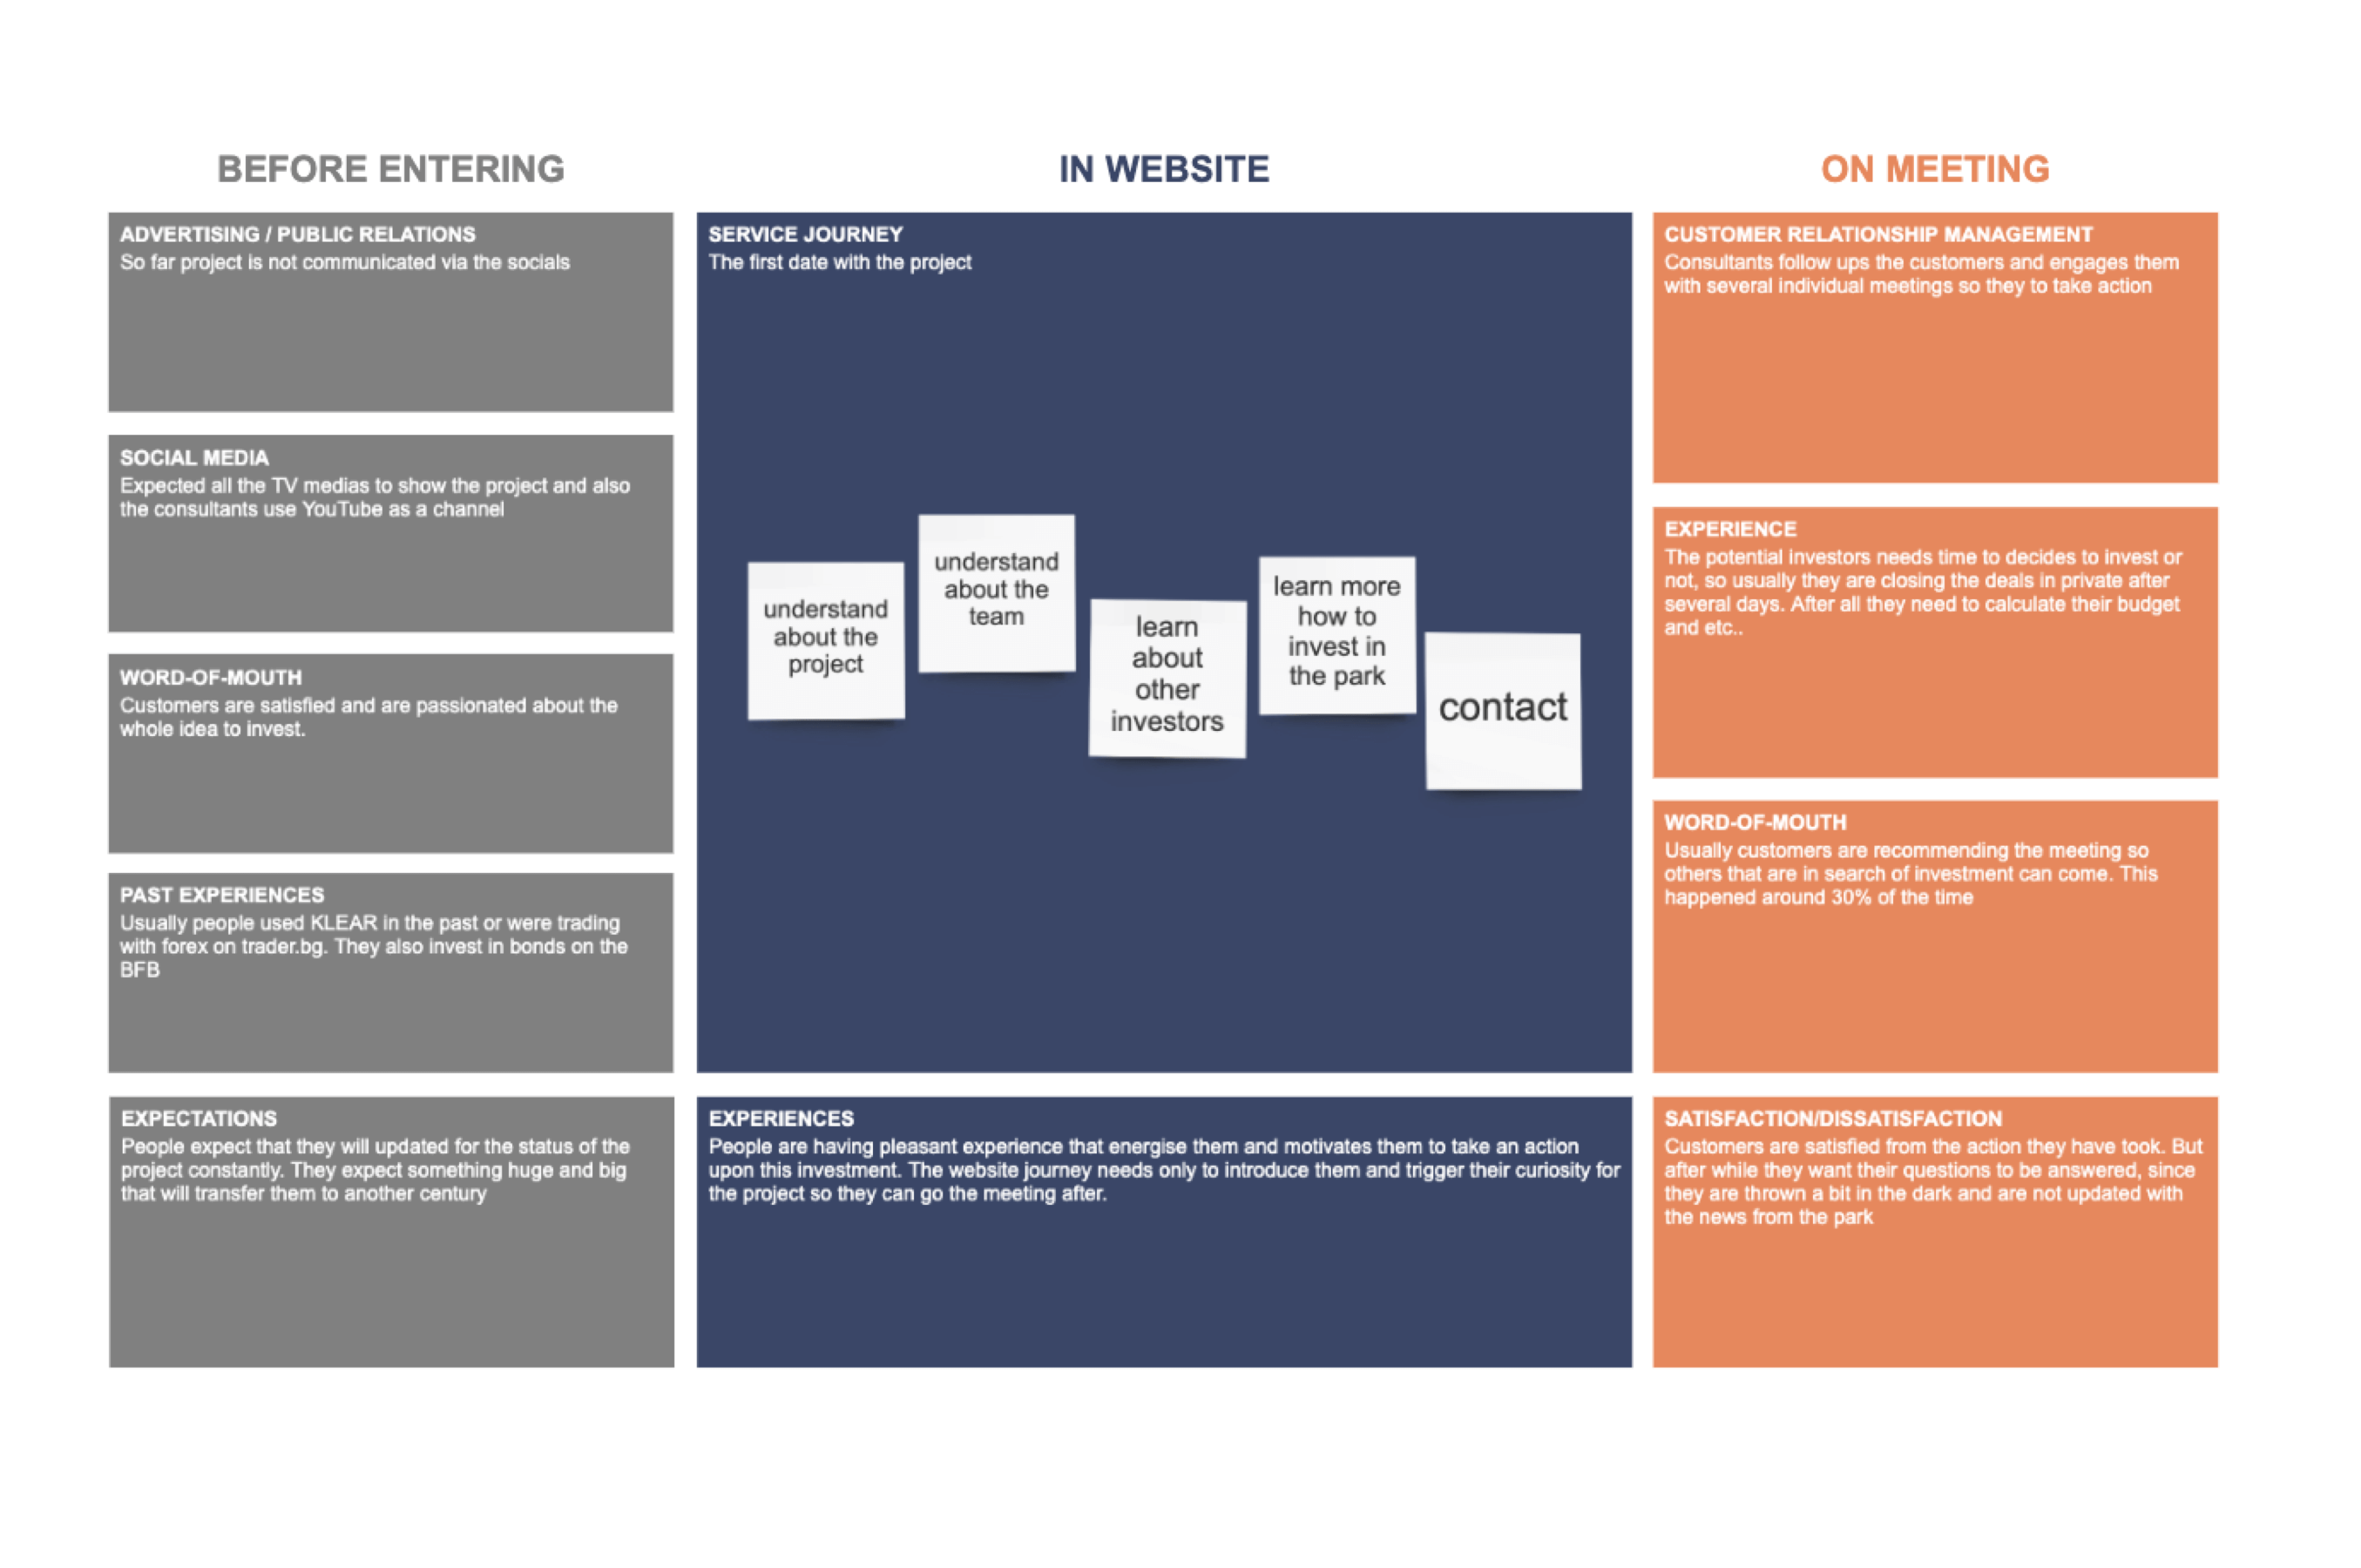 BEFORE ENTERING
ADVERTISING / PUBLIC RELATIONS
So far project is not communicated via the socials
SOCIAL MEDIA
Expected all the TV medias to show the project and also
the consultants use YouTube as a channel
WORD-OF-MOUTH
Customers are satisfied and are passionated about the
whole idea to invest.
PAST EXPERIENCES
Usually people used KLEAR in the past or were trading
with forex on trader.bg. They also invest in bonds on the
BFB
EXPECTATIONS
People expect that they will updated for the status of the
project constantly. They expect something huge and big
that will transfer them to another century
IN WEBSITE
SERVICE JOURNEY
The first date with the project
understand
about the
project
understand
about the
team
learn
about
other
investors
learn more
how to
invest in
the park
contact
EXPERIENCES
People are having pleasant experience that energise them and motivates them to take an action
upon this investment. The website journey needs only to introduce them and trigger their curiosity for
the project so they can go the meeting after.
ON MEETING
CUSTOMER RELATIONSHIP MANAGEMENT
Consultants follow ups the customers and engages them
with several individual meetings so they to take action
EXPERIENCE
The potential investors needs time to decides to invest or
not, so usually they are closing the deals in private after
several days. After all they need to calculate their budget
and etc..
WORD-OF-MOUTH
Usually customers are recommending the meeting so
others that are in search of investment can come. This
happened around 30% of the time
SATISFACTION/DISSATISFACTION
Customers are satisfied from the action they have took. But
after while they want their questions to be answered, since
they are thrown a bit in the dark and are not updated with
the news from the park